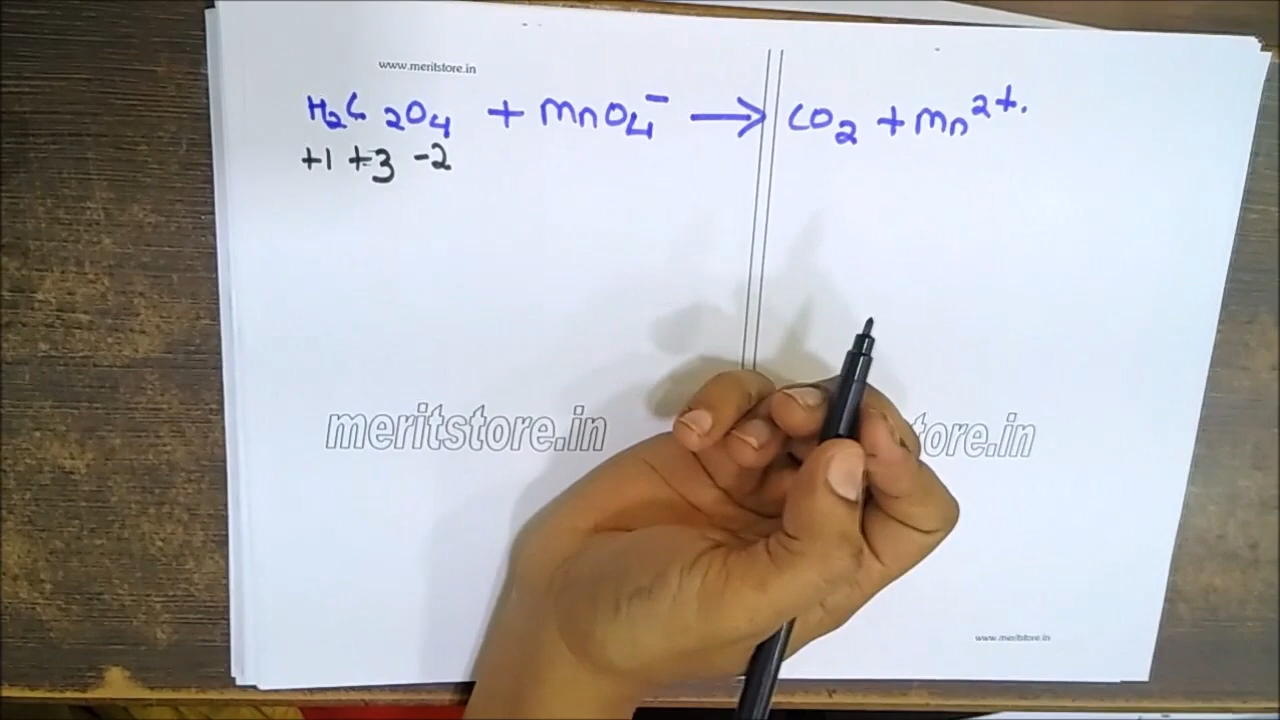 www.meritstore.in
H₂C₂O₄ + MnO₄⁻ ⟶ CO₂ + Mn²⁺.
+1 +3 -2
meritstore.in tore.in
www.meritstore.in